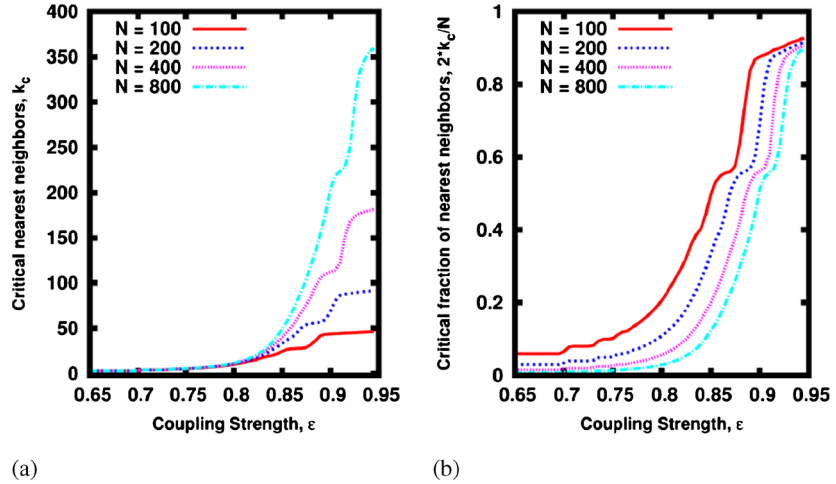 400
350
300
250
200
150
100
50
0
Critical nearest neighbors, k_c
N = 100
N = 200
N = 400
N = 800
0.65 0.7 0.75 0.8 0.85 0.9 0.95
Coupling Strength, ε
(a)
1
0.8
0.6
0.4
0.2
0
Critical fraction of nearest neighbors, 2*k_c/N
N = 100
N = 200
N = 400
N = 800
0.65 0.7 0.75 0.8 0.85 0.9 0.95
Coupling Strength, ε
(b)